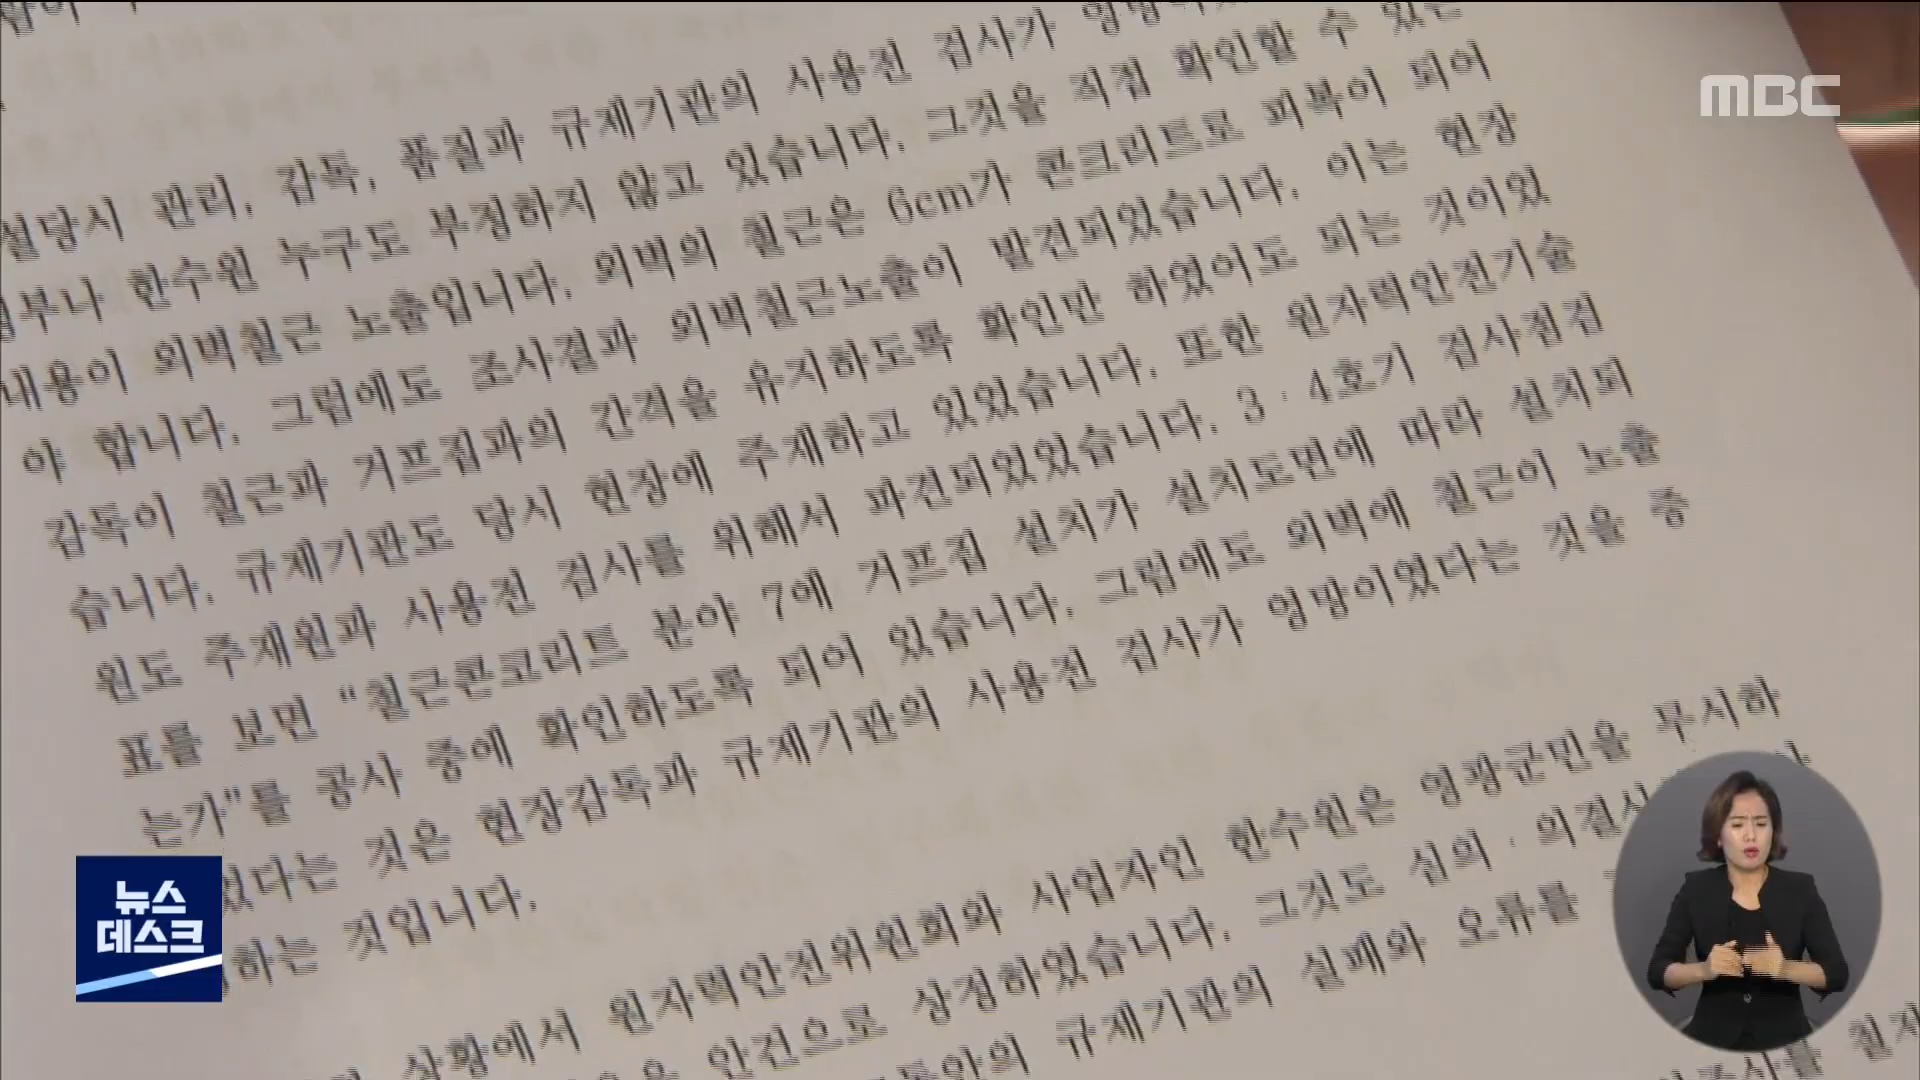 MBC
사용전 검사가
설당시 관리, 감독, 품질과 규제기관의
부나 한수원 누구도 부정하지 않고 있습니다. 그것을 직접 확인할 수 있는
내용이 외벽철근 노출입니다. 외벽의 철근은 6cm가 콘크리트로 피복이 되어
야 합니다. 그럼에도 조사결과 외벽철근노출이 발견되었습니다. 이는 현장
감독이 철근과 거프집과의 간격을 유지하도록 확인만 하였어도 되는 것이었
습니다. 규제기관도 당시 현장에 주재하고 있었습니다. 또한 원자력안전기술
원도 주재원과 사용전 검사를 위해서 파견되었었습니다. 3·4호기 검사점검
표를 보면 "철근콘크리트 분야 7에 거프집 설치가 설치도면에 따라 설치되
는가"를 공사 중에 확인하도록 되어 있습니다. 그럼에도 외벽에 철근이 노출
었다는 것은 현장감독과 규제기관의 사용전 검사가 엉망이었다는 것을 증
하는 것입니다.
상황에서 원자력안전위원회와 사업자인 한수원은 영광군민을 무시하
안건으로 상정하였습니다. 그것도 심의·의결
규제기관의 실패와 오류를
뉴스
데스크